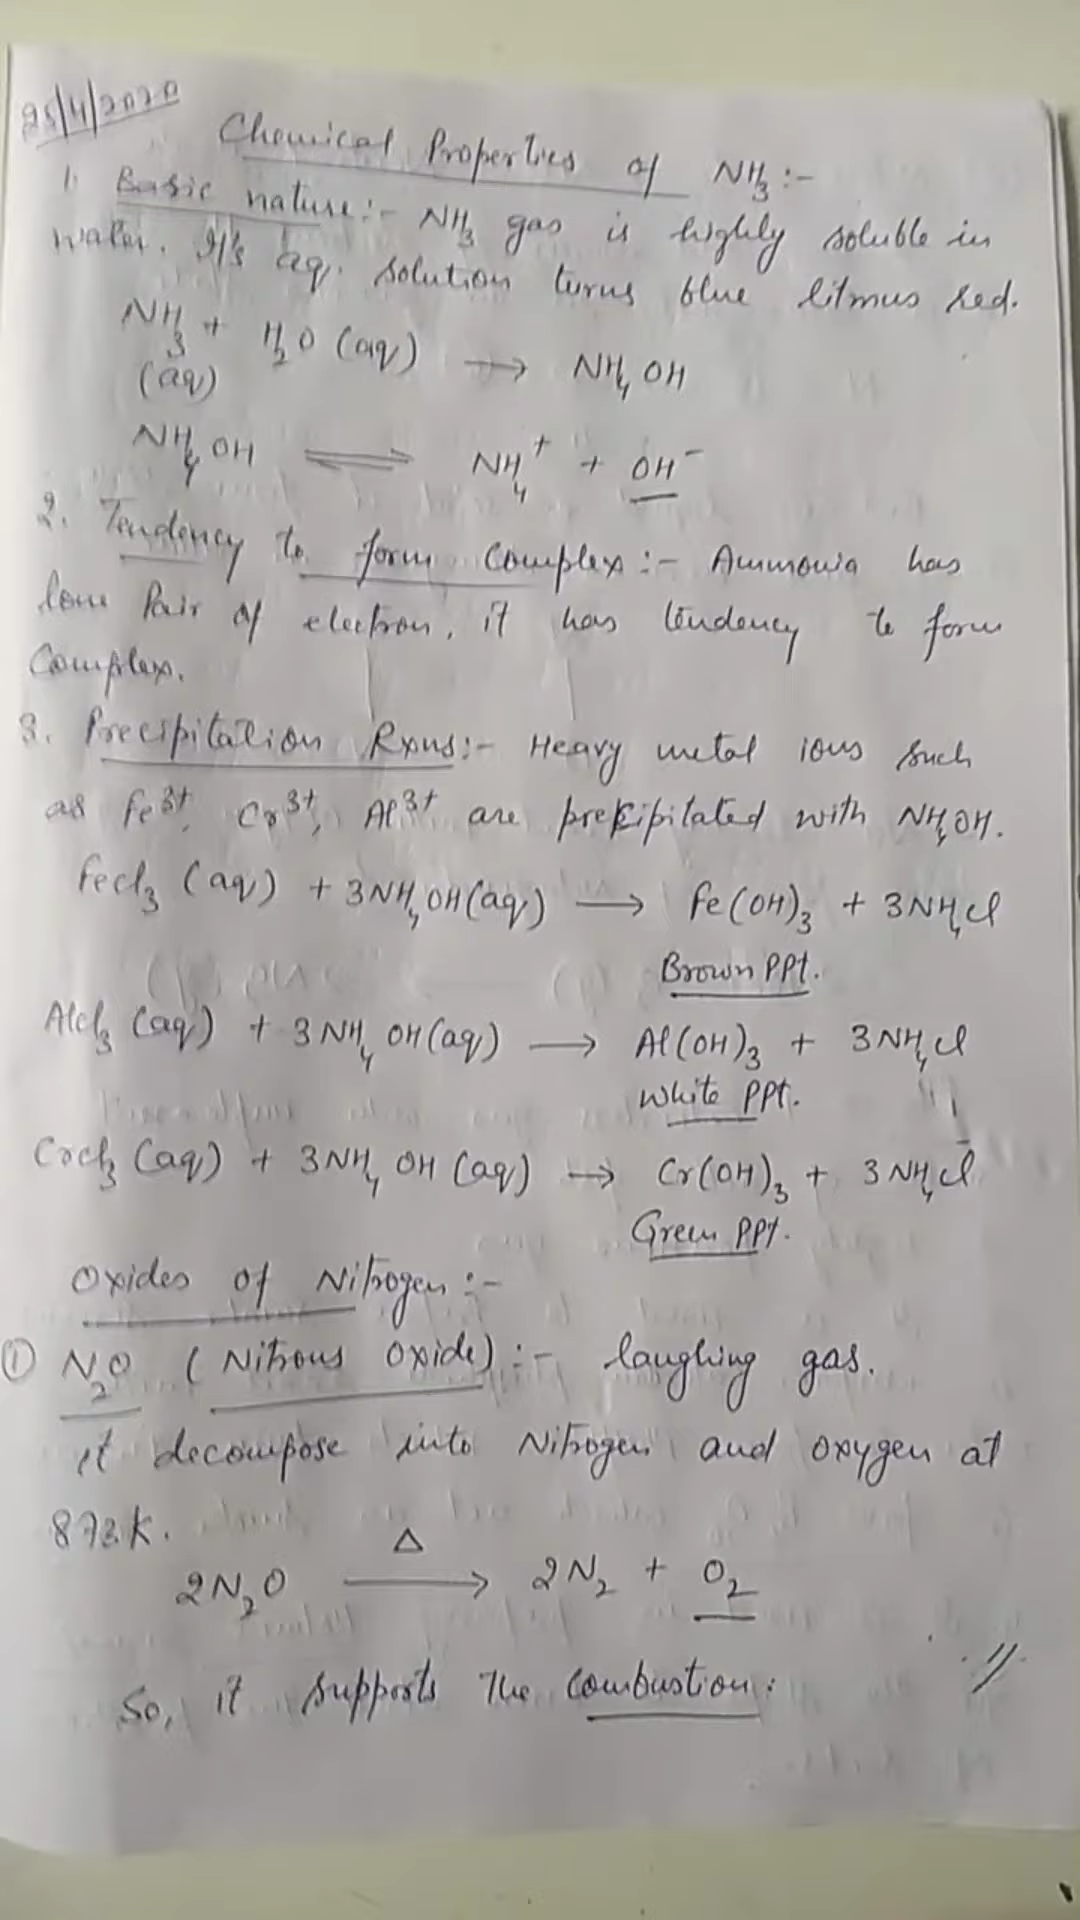 25/4/2020
Chemical Properties of NH₃ :-
1. Basic nature:- NH₃ gas is highly soluble in
water. It's aq. solution turns blue litmus red.
NH₃ + H₂O (aq) → NH₄OH
(aq)
NH₄OH ⇌ NH₄⁺ + OH⁻
2. Tendency to form Complex:- Ammonia has
lone Pair of electron, it has tendency to form
Complex.
3. Precipitation Rxns:- Heavy metal ions such
as Fe³⁺, Cr³⁺, Al³⁺ are precipitated with NH₄OH.
FeCl₃ (aq) + 3NH₄OH(aq) → Fe(OH)₃ + 3NH₄Cl
Brown PPt.
AlCl₃ (aq) + 3NH₄OH(aq) → Al(OH)₃ + 3NH₄Cl
White PPt.
CrCl₃ (aq) + 3NH₄OH (aq) → Cr(OH)₃ + 3NH₄Cl
Green PPt.
Oxides of Nitrogen :-
① N₂O (Nitrous Oxide) :- laughing gas.
it decompose into Nitrogen and oxygen at
873K.
2N₂O —Δ→ 2N₂ + O₂
So, it supports the Combustion.